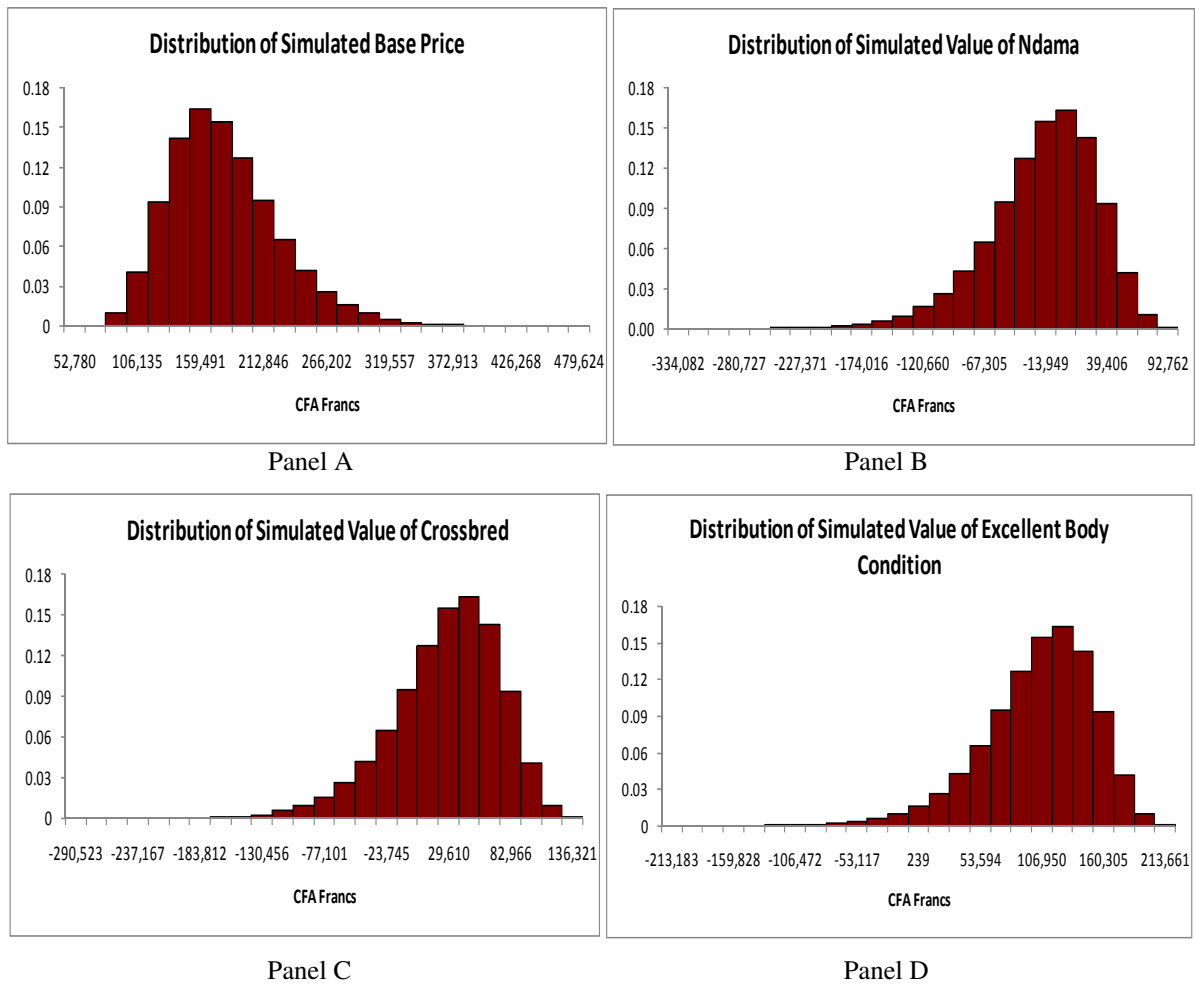 Distribution of Simulated Base Price
0.18
0.15
0.12
0.09
0.06
0.03
0
52,780 106,135 159,491 212,846 266,202 319,557 372,913 426,268 479,624
CFA Francs
Panel A
Distribution of Simulated Value of Ndama
0.18
0.15
0.12
0.09
0.06
0.03
0.00
-334,082 -280,727 -227,371 -174,016 -120,660 -67,305 -13,949 39,406 92,762
CFA Francs
Panel B
Distribution of Simulated Value of Crossbred
0.18
0.15
0.12
0.09
0.06
0.03
0
-290,523 -237,167 -183,812 -130,456 -77,101 -23,745 29,610 82,966 136,321
CFA Francs
Panel C
Distribution of Simulated Value of Excellent Body
Condition
0.18
0.15
0.12
0.09
0.06
0.03
0
-213,183 -159,828 -106,472 -53,117 239 53,594 106,950 160,305 213,661
CFA Francs
Panel D